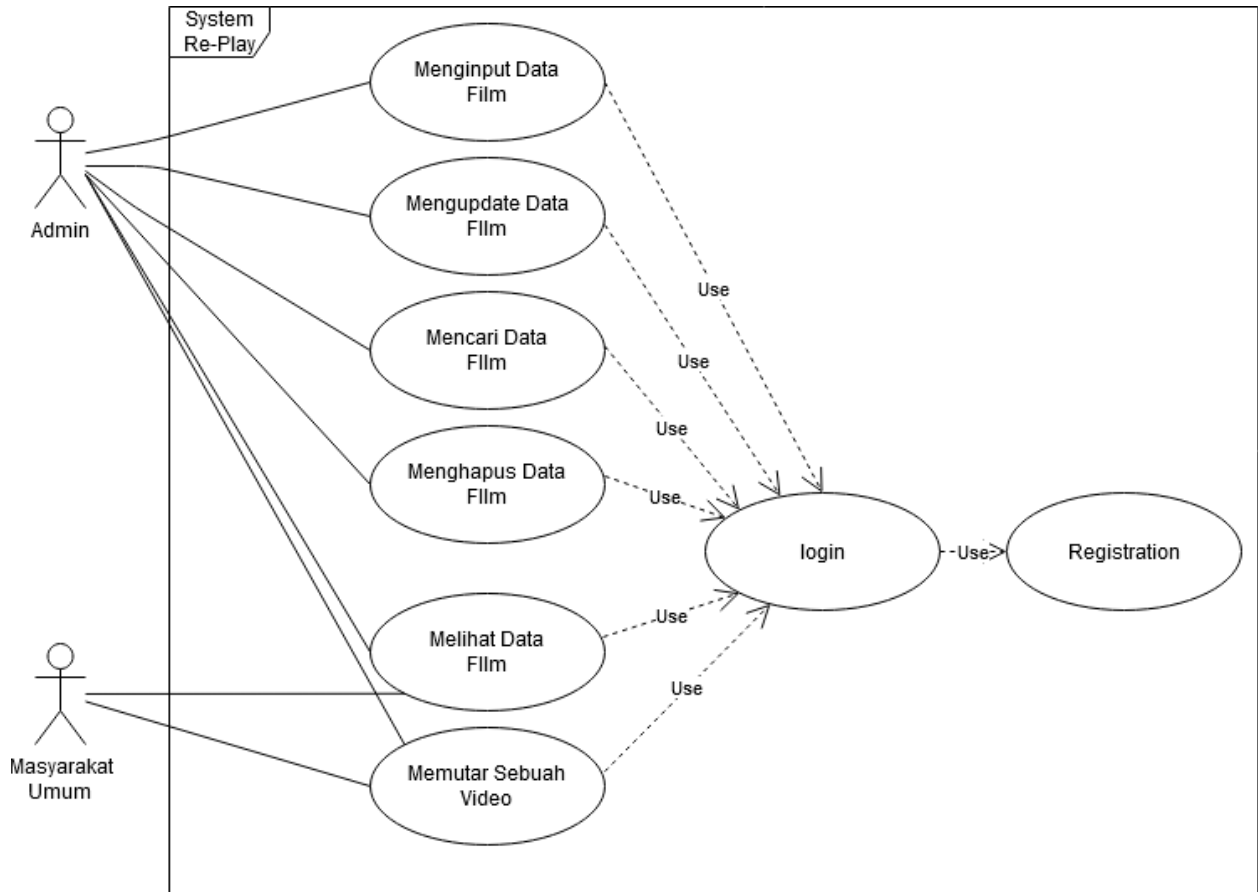 System
Re-Play
Menginput Data
Film
Admin
Mengupdate Data
FIlm
Use
Mencari Data
FIlm
Use
Use
Menghapus Data
FIlm
Use
login
Use
Registration
Melihat Data
FIlm
Use
Use
Masyarakat
Umum
Memutar Sebuah
Video